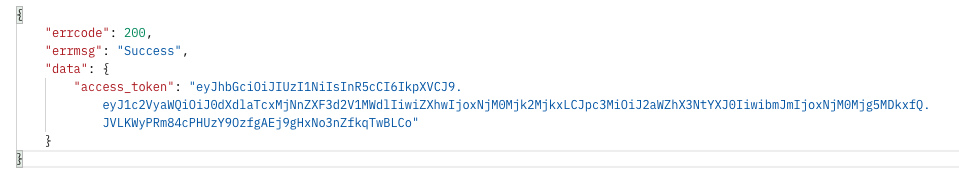 {
"errcode": 200,
"errmsg": "Success",
"data": {
"access_token": "eyJhbGciOiJIUzI1NiIsInR5cCI6IkpXVCJ9.
eyJ1c2VyaWQiOiJ0dXdlaTcxMjNnZXF3d2V1MWdlIiwiZXhwIjoxNjM0Mjk2MjkxLCJpc3MiOiJ2aWZhX3NtYXJ0IiwibmJmIjoxNjM0Mjg5MDkxfQ.
JVLKWyPRm84cPHUzY9OzfgAEj9gHxNo3nZfkqTwBLCo"
}
}